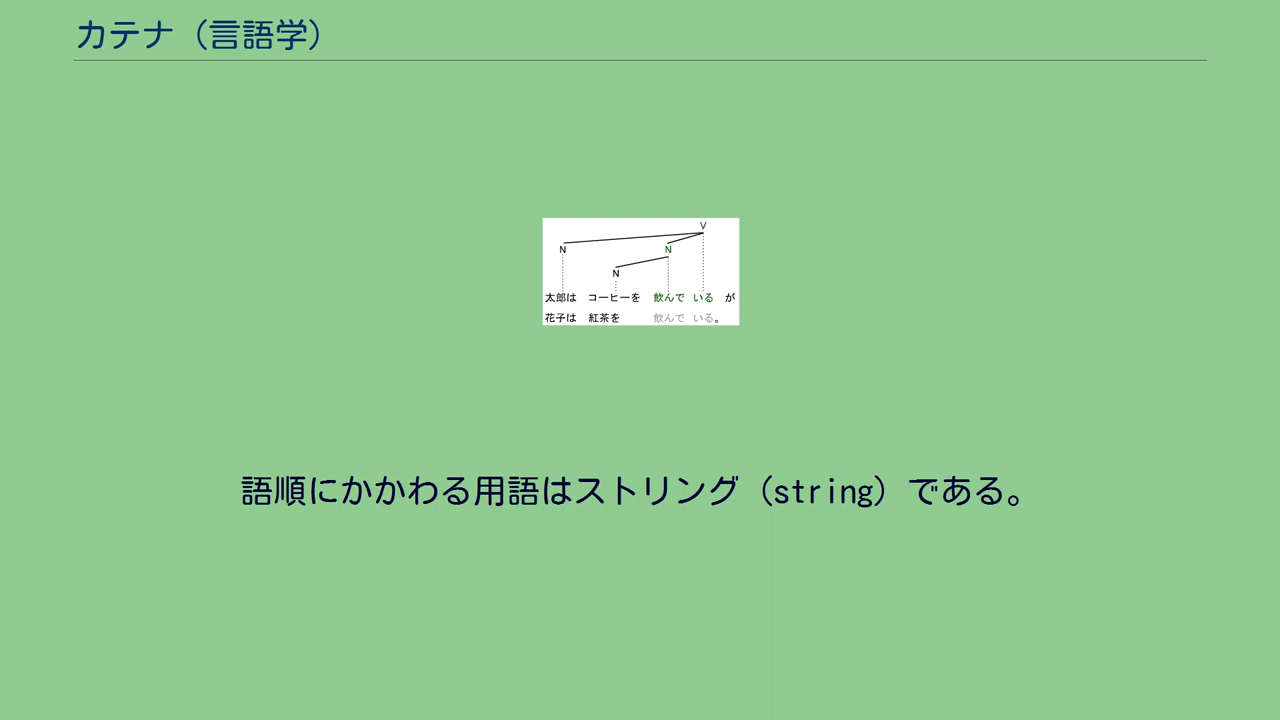 カテナ（言語学）
V
N N
N
太郎は コーヒーを 飲んで いる が
花子は 紅茶を 飲んで いる。
語順にかかわる用語はストリング（string）である。